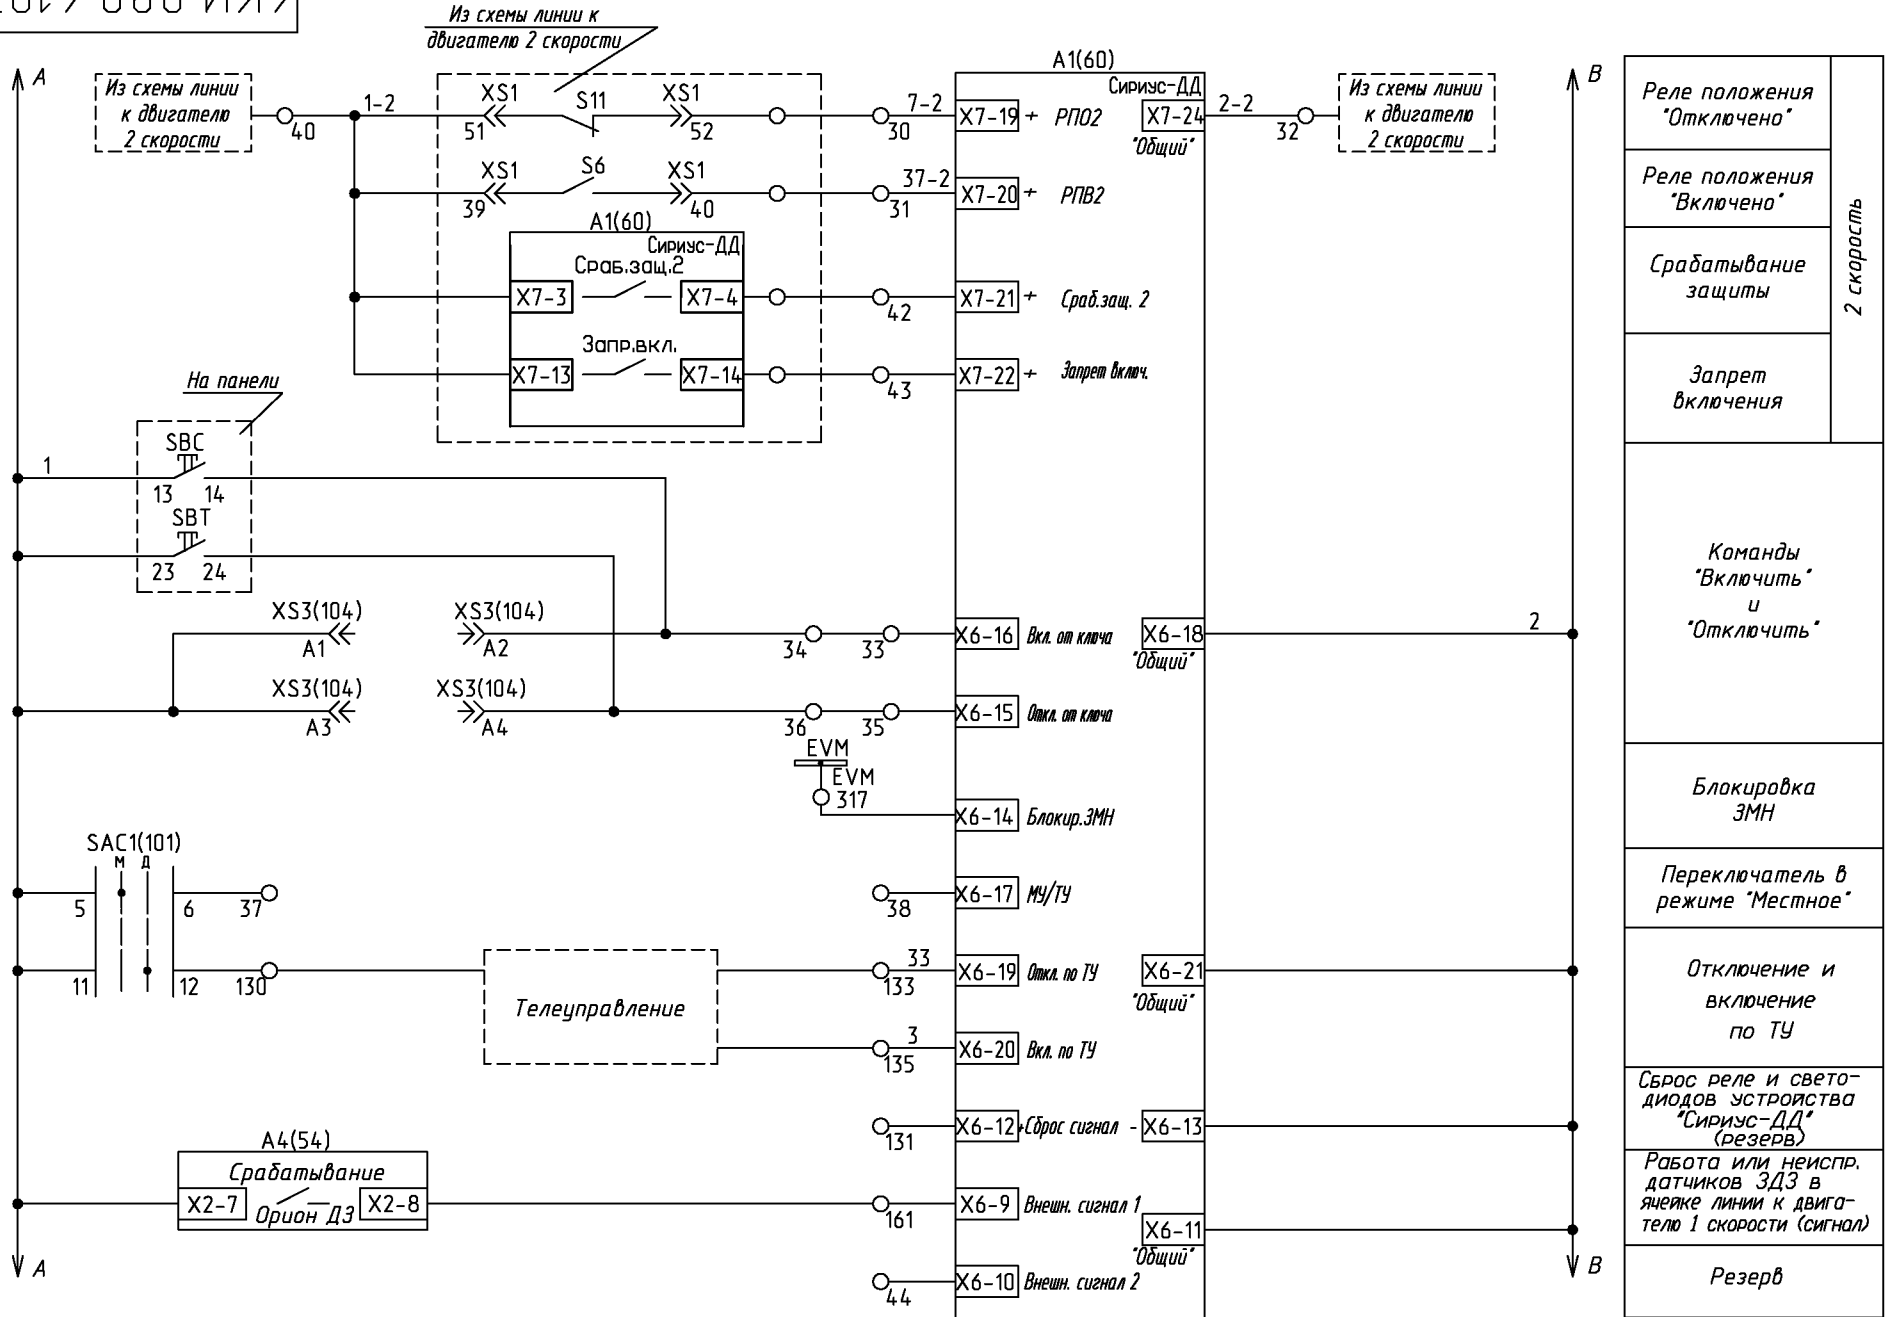 Из схемы линии к
двигателю 2 скорости
A
Из схемы линии
к двигателю
2 скорости
40
1-2
XS1
51
S11
XS1
52
30
7-2
A1(60)
Сириус-ДД
X7-19
+
РПО2
X7-24
"Общий"
2-2
32
Из схемы линии
к двигателю
2 скорости
B
Реле положения
"Отключено"
XS1
39
S6
XS1
40
31
37-2
X7-20
+
РПВ2
Реле положения
"Включено"
2 скорость
A1(60)
Сириус-ДД
Сраб.защ.2
X7-3
X7-4
42
X7-21
+
Сраб.защ. 2
Срабатывание
защиты
Запр.вкл.
X7-13
X7-14
43
X7-22
+
Запрет включ.
Запрет
включения
На панели
1
SBC
13
14
SBT
23
24
XS3(104)
A1
XS3(104)
A2
34
33
X6-16
Вкл. от ключа
X6-18
"Общий"
2
Команды
"Включить"
и
"Отключить"
XS3(104)
A3
XS3(104)
A4
36
35
X6-15
Откл. от ключа
EVM
EVM
317
X6-14
Блокир.ЗМН
Блокировка
ЗМН
SAC1(101)
М
Д
5
6
37
38
X6-17
МУ/ТУ
Переключатель в
режиме "Местное"
11
12
130
Телеуправление
33
133
X6-19
Откл. по ТУ
X6-21
"Общий"
3
135
X6-20
Вкл. по ТУ
Отключение и
включение
по ТУ
131
X6-12
+Сброс сигнал -
X6-13
Сброс реле и свето-
диодов устройства
"Сириус-ДД"
(резерв)
A4(54)
Срабатывание
X2-7
Орион ДЗ
X2-8
161
X6-9
Внешн. сигнал 1
X6-11
"Общий"
Работа или неиспр.
датчиков ЗДЗ в
ячейке линии к двига-
телю 1 скорости (сигнал)
A
44
X6-10
Внешн. сигнал 2
B
Резерв